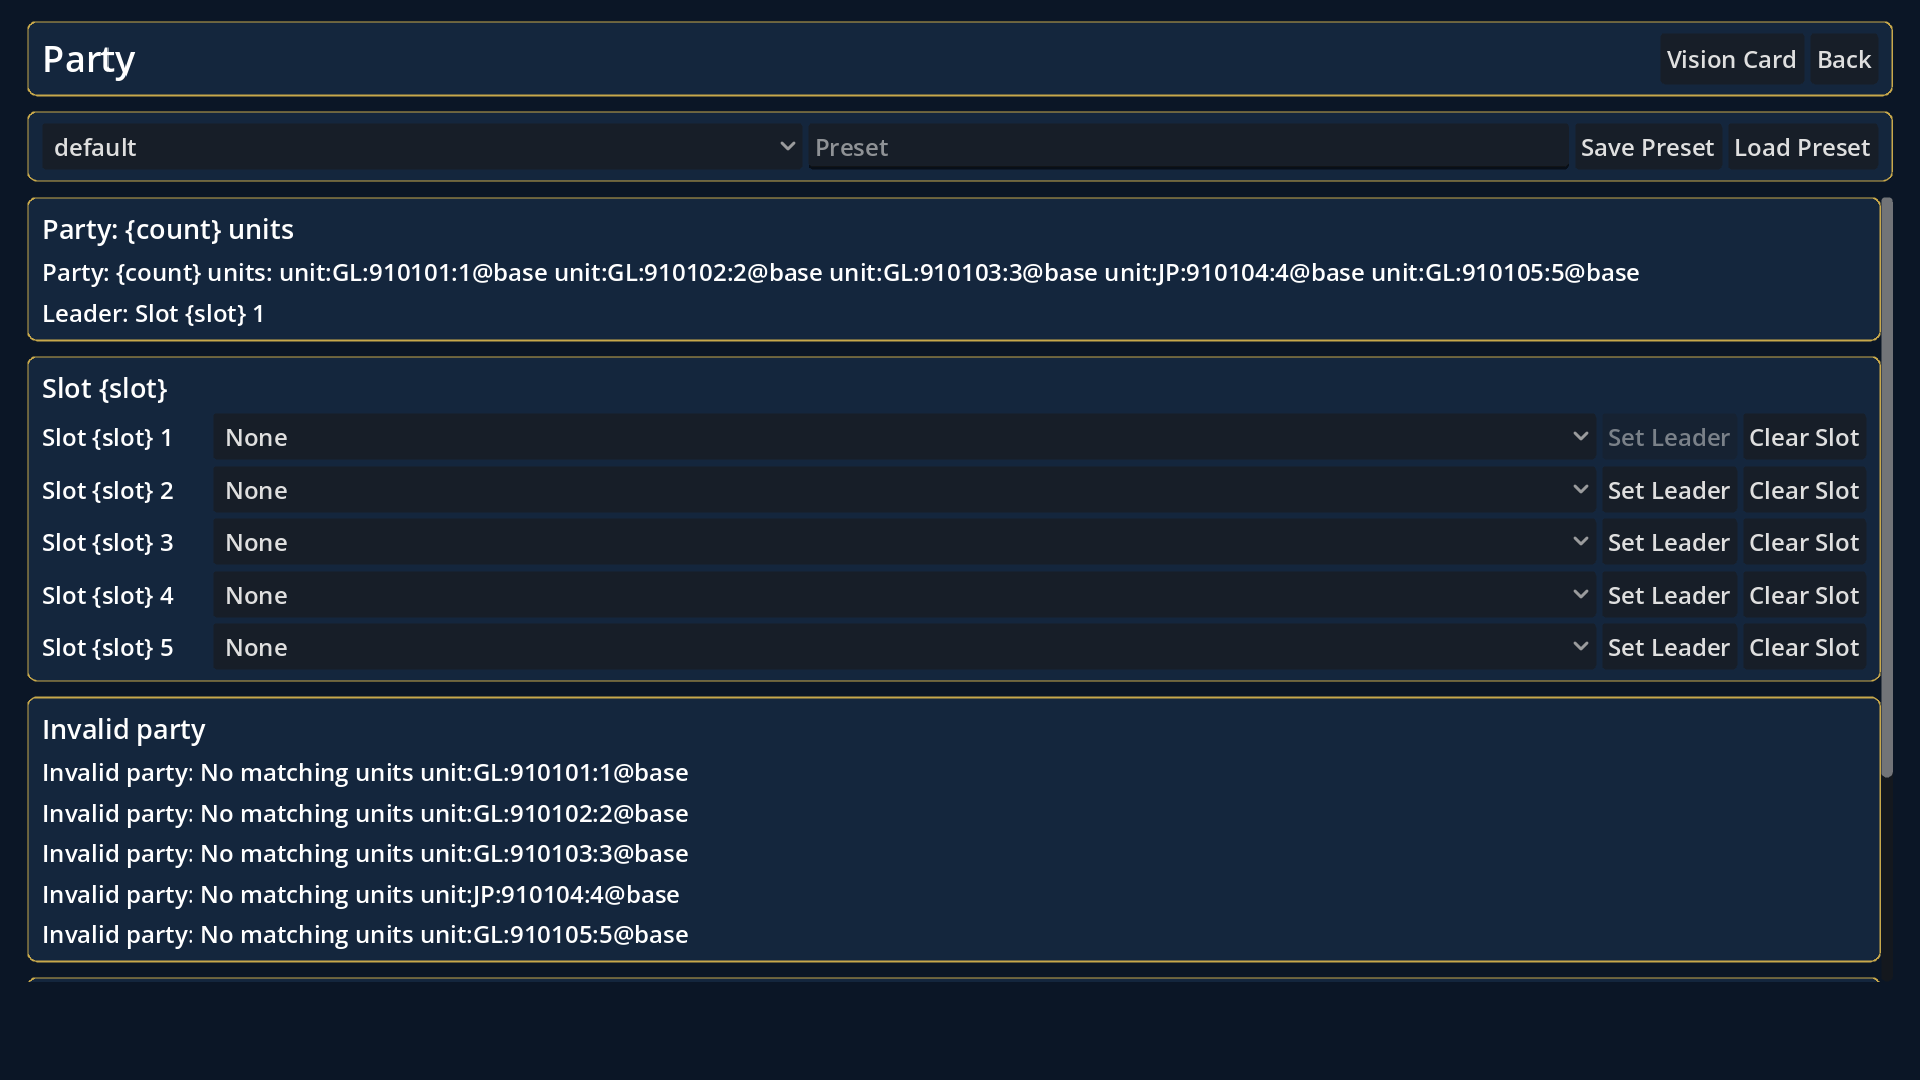 Party
Vision Card
Back
default
Preset
Save Preset
Load Preset
Party: {count} units
Party: {count} units: unit:GL:910101:1@base unit:GL:910102:2@base unit:GL:910103:3@base unit:JP:910104:4@base unit:GL:910105:5@base
Leader: Slot {slot} 1
Slot {slot}
Slot {slot} 1 None Set Leader Clear Slot
Slot {slot} 2 None Set Leader Clear Slot
Slot {slot} 3 None Set Leader Clear Slot
Slot {slot} 4 None Set Leader Clear Slot
Slot {slot} 5 None Set Leader Clear Slot
Invalid party
Invalid party: No matching units unit:GL:910101:1@base
Invalid party: No matching units unit:GL:910102:2@base
Invalid party: No matching units unit:GL:910103:3@base
Invalid party: No matching units unit:JP:910104:4@base
Invalid party: No matching units unit:GL:910105:5@base